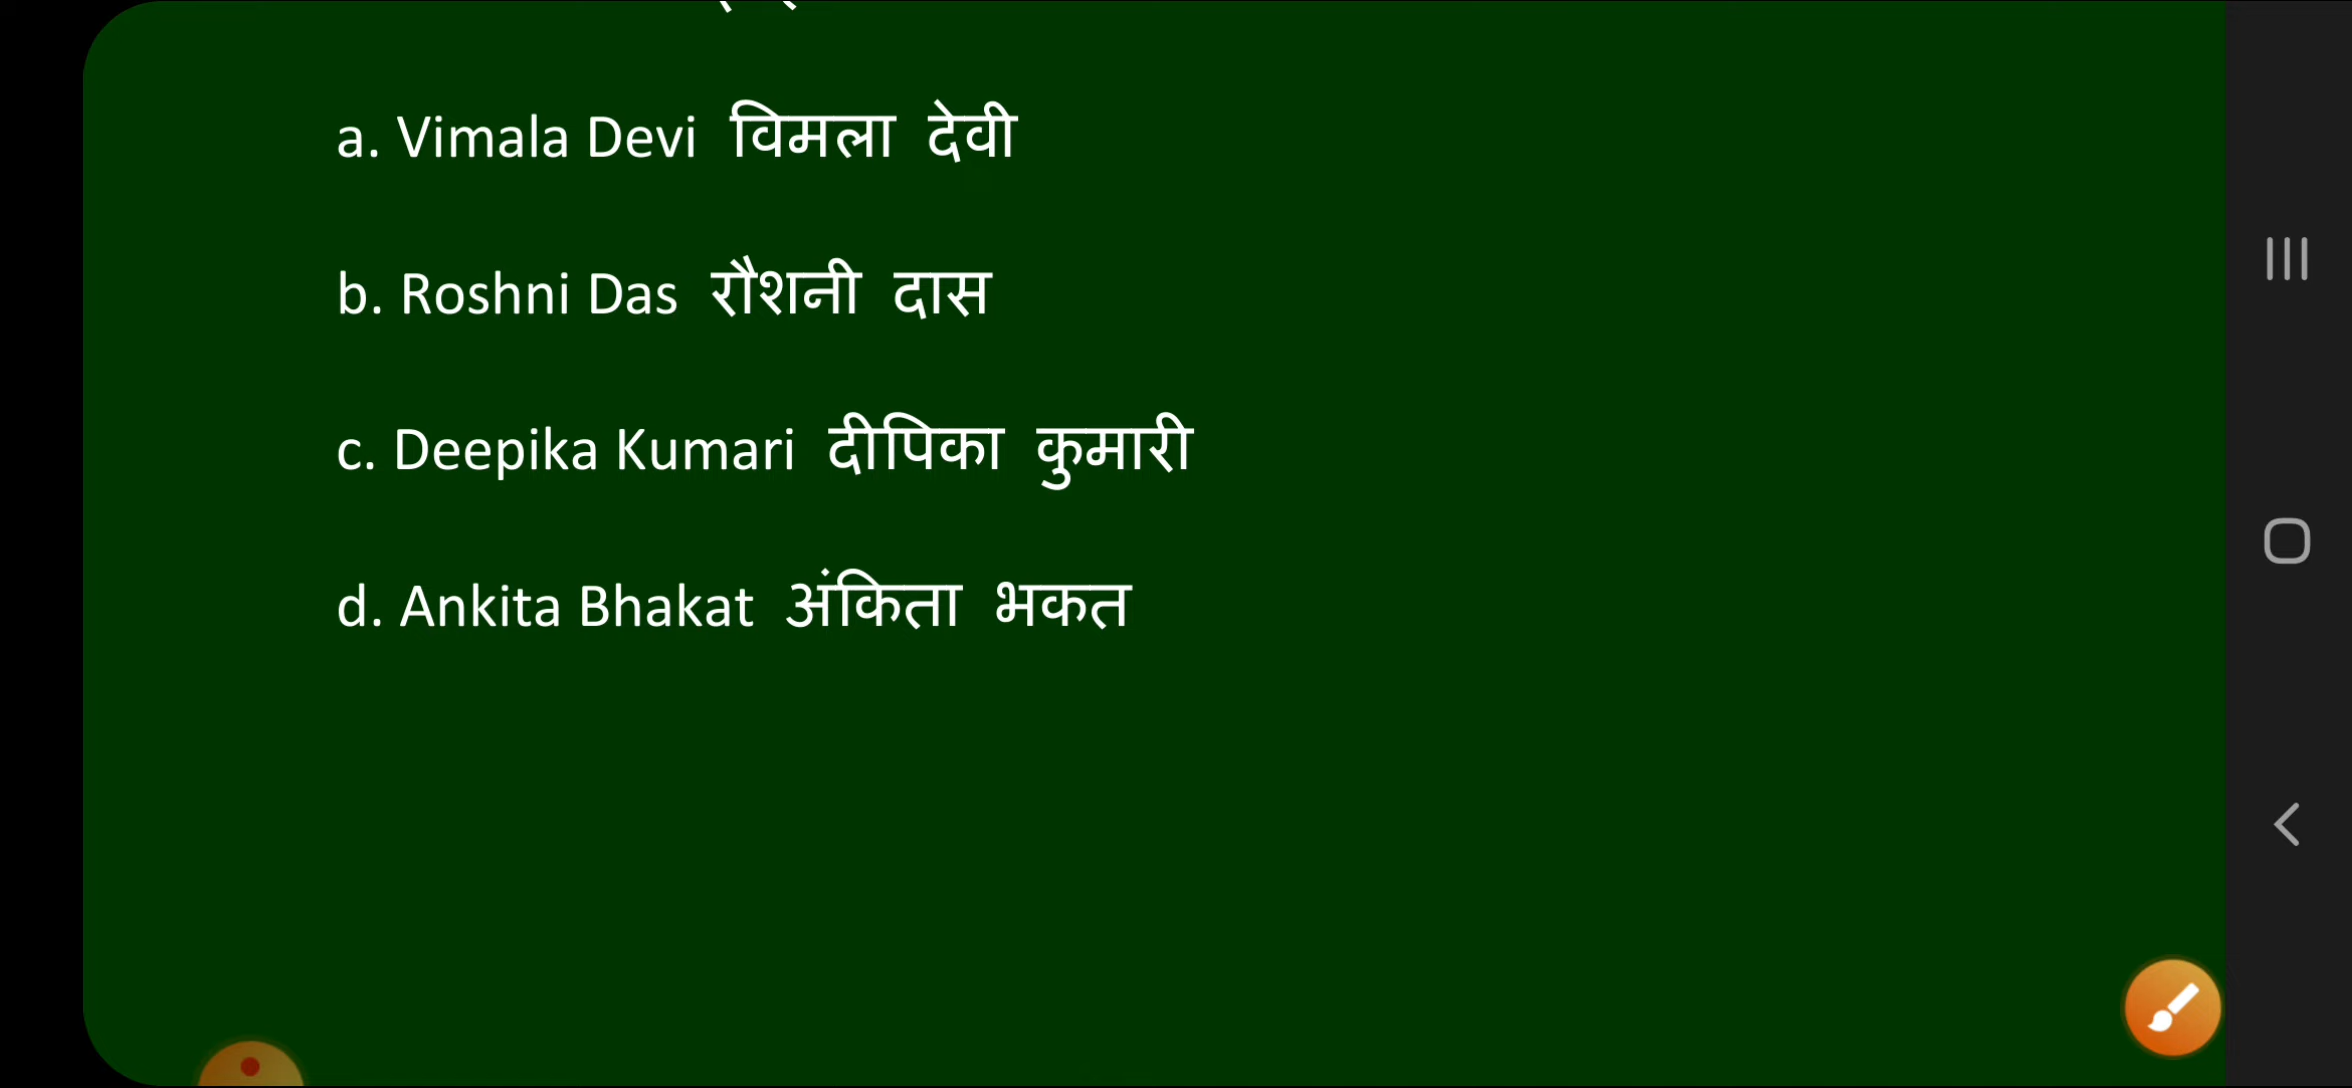 a. Vimala Devi विमला देवी
b. Roshni Das रौशनी दास
c. Deepika Kumari दीपिका कुमारी
d. Ankita Bhakat अंकिता भकत